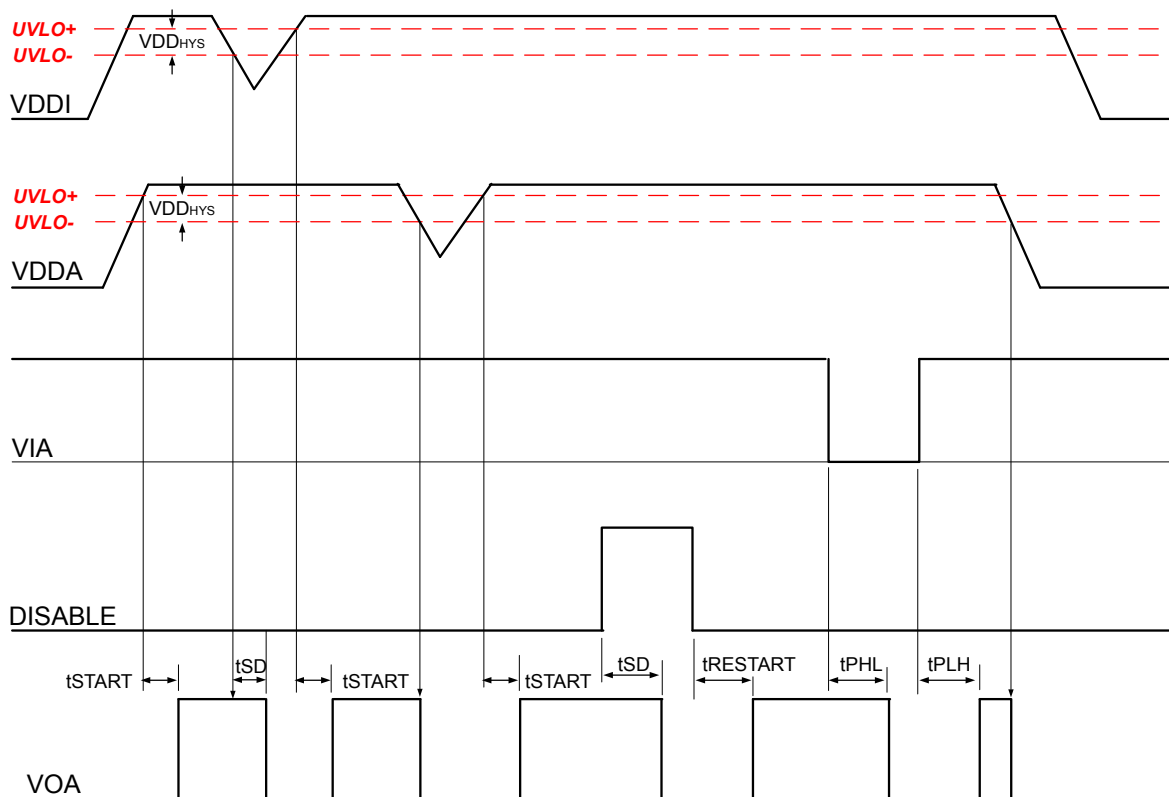 UVLO+
VDDHYS
UVLO-
VDDI
UVLO+
VDDHYS
UVLO-
VDDA
VIA
DISABLE
tSTART
tSD
tSTART
tSTART
tSD
tRESTART
tPHL
tPLH
VOA